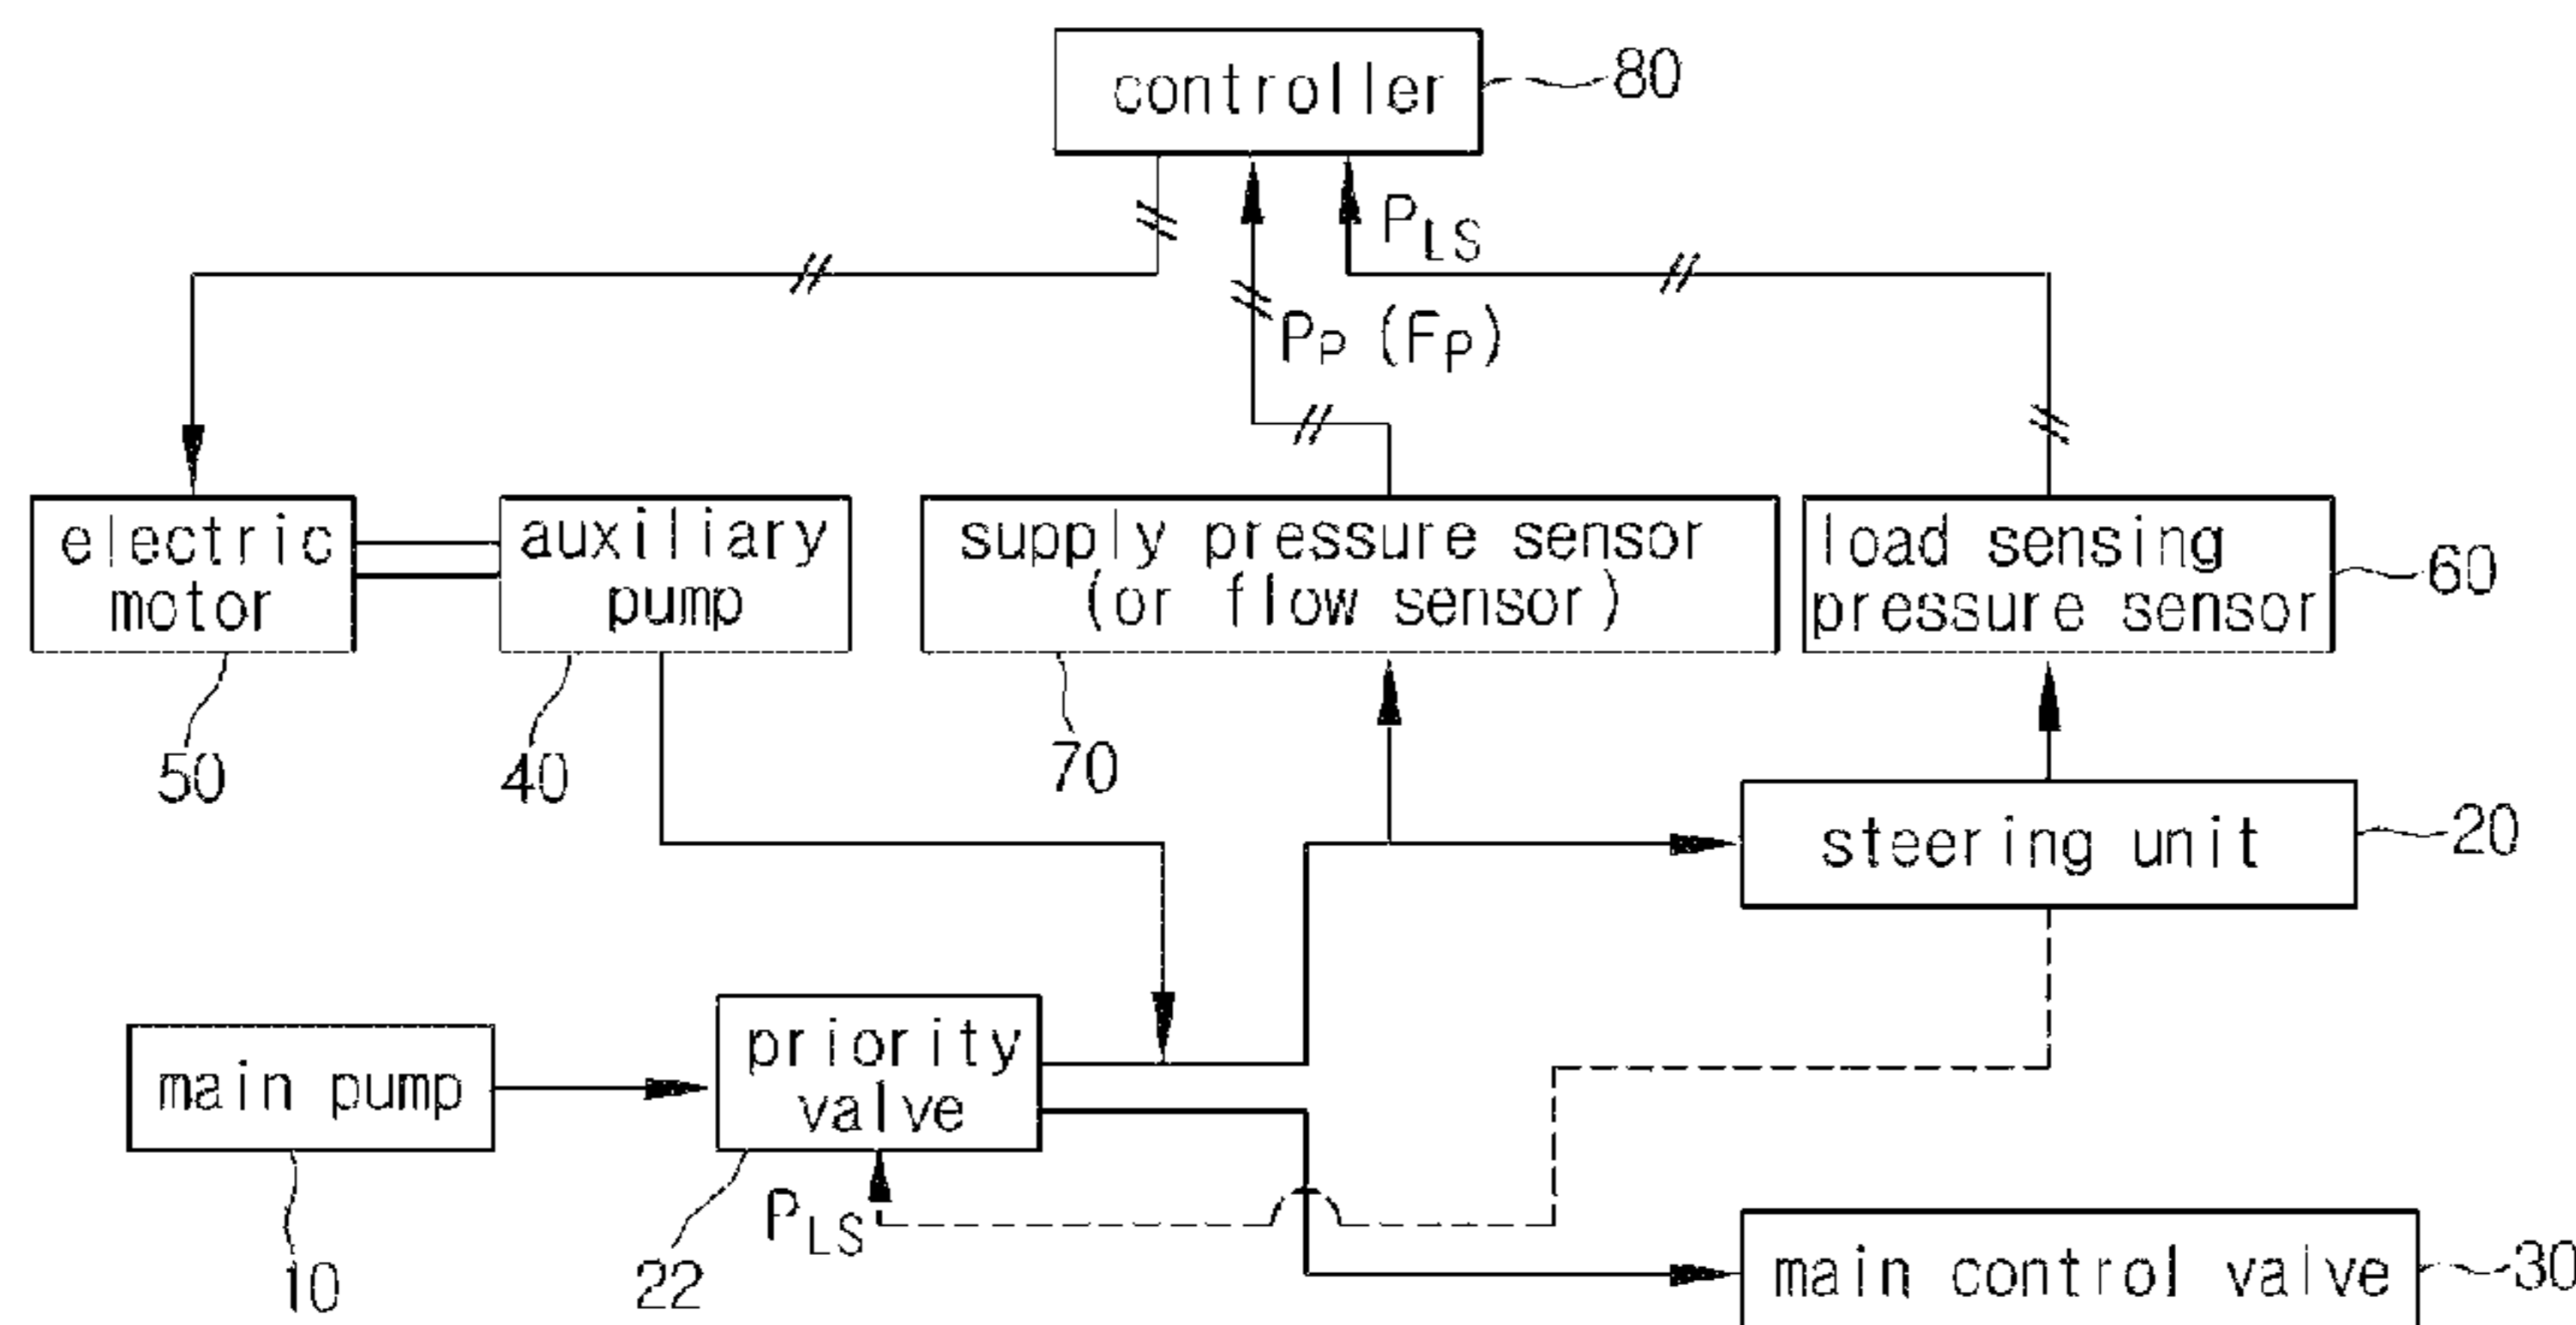 controller
80
PLS
PP (FP)
electric
motor
auxiliary
pump
supply pressure sensor
(or flow sensor)
load sensing
pressure sensor
60
50
40
70
steering unit
20
priority
valve
main pump
PLS
10
22
main control valve
30